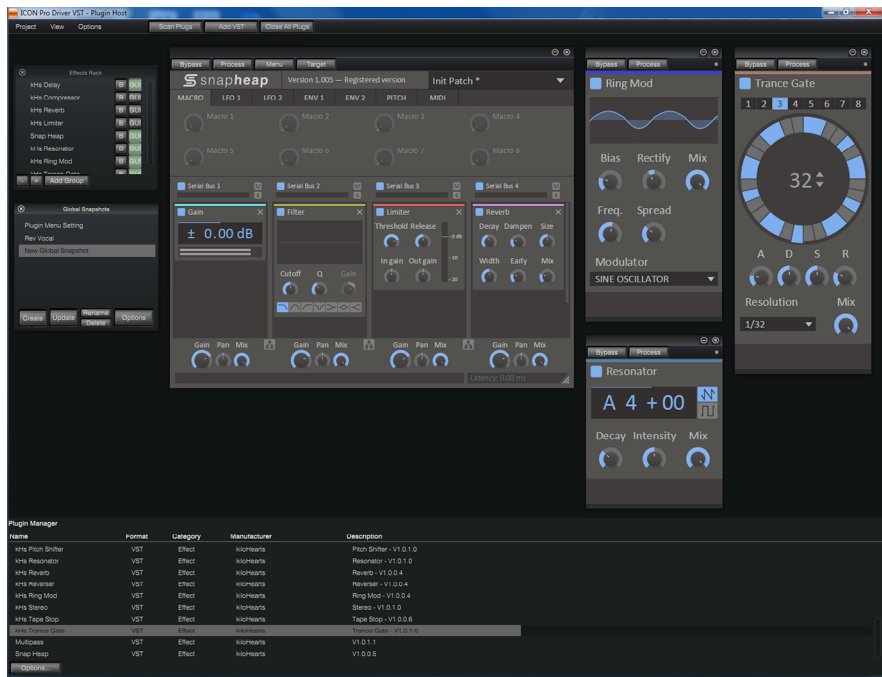 ICON Pro Driver VST - Plugin Host
Project View Options Scan Plugs Add VST Close All Plugs
Effects Rack
kHs Delay B GUI
kHs Compressor B GUI
kHs Reverb B GUI
kHs Limiter B GUI
Snap Heap B GUI
kHs Resonator B GUI
kHs Ring Mod B GUI
kHs Trance Gate B GUI
- + Add Group
Global Snapshots
Plugin Menu Setting
Rev Vocal
New Global Snapshot
Create Update Rename Delete Options
Bypass Process Menu Target
snapheap Version 1.005 — Registered version Init Patch *
MACRO LFO 1 LFO 2 ENV 1 ENV 2 PITCH MIDI
Macro 1 Macro 2 Macro 3 Macro 4
Macro 5 Macro 6 Macro 7 Macro 8
Serial Bus 1 M S Serial Bus 2 M S Serial Bus 3 M S Serial Bus 4 M S
Gain Filter Limiter Reverb
± 0.00 dB
Cutoff Q Gain
Threshold Release
In gain Out gain
-0 dB
-10
-20
Decay Dampen Size
Width Early Mix
Gain Pan Mix Gain Pan Mix Gain Pan Mix Gain Pan Mix
Latency: 0.00 ms
Bypass Process
Ring Mod
Bias Rectify Mix
Freq. Spread
Modulator
SINE OSCILLATOR
Bypass Process
Resonator
A 4 +00
Decay Intensity Mix
Bypass Process
Trance Gate
1 2 3 4 5 6 7 8
32
A D S R
Resolution Mix
1/32
Plugin Manager
Name Format Category Manufacturer Description
kHs Pitch Shifter VST Effect kiloHearts Pitch Shifter - V1.0.1.0
kHs Resonator VST Effect kiloHearts Resonator - V1.0.1.0
kHs Reverb VST Effect kiloHearts Reverb - V1.0.0.4
kHs Reverser VST Effect kiloHearts Reverser - V1.0.0.4
kHs Ring Mod VST Effect kiloHearts Ring Mod - V1.0.0.4
kHs Stereo VST Effect kiloHearts Stereo - V1.0.1.0
kHs Tape Stop VST Effect kiloHearts Tape Stop - V1.0.0.6
kHs Trance Gate VST Effect kiloHearts Trance Gate - V1.0.1.0
Multipass VST Effect kiloHearts V1.0.1.1
Snap Heap VST Effect kiloHearts V1.0.0.5
Options...